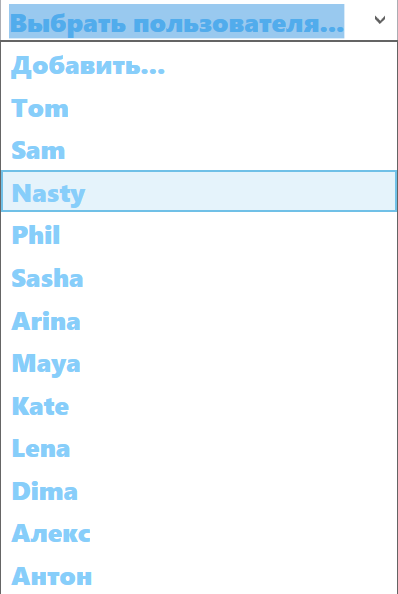 Выбрать пользователя...
Добавить...
Tom
Sam
Nasty
Phil
Sasha
Arina
Maya
Kate
Lena
Dima
Алекс
Антон